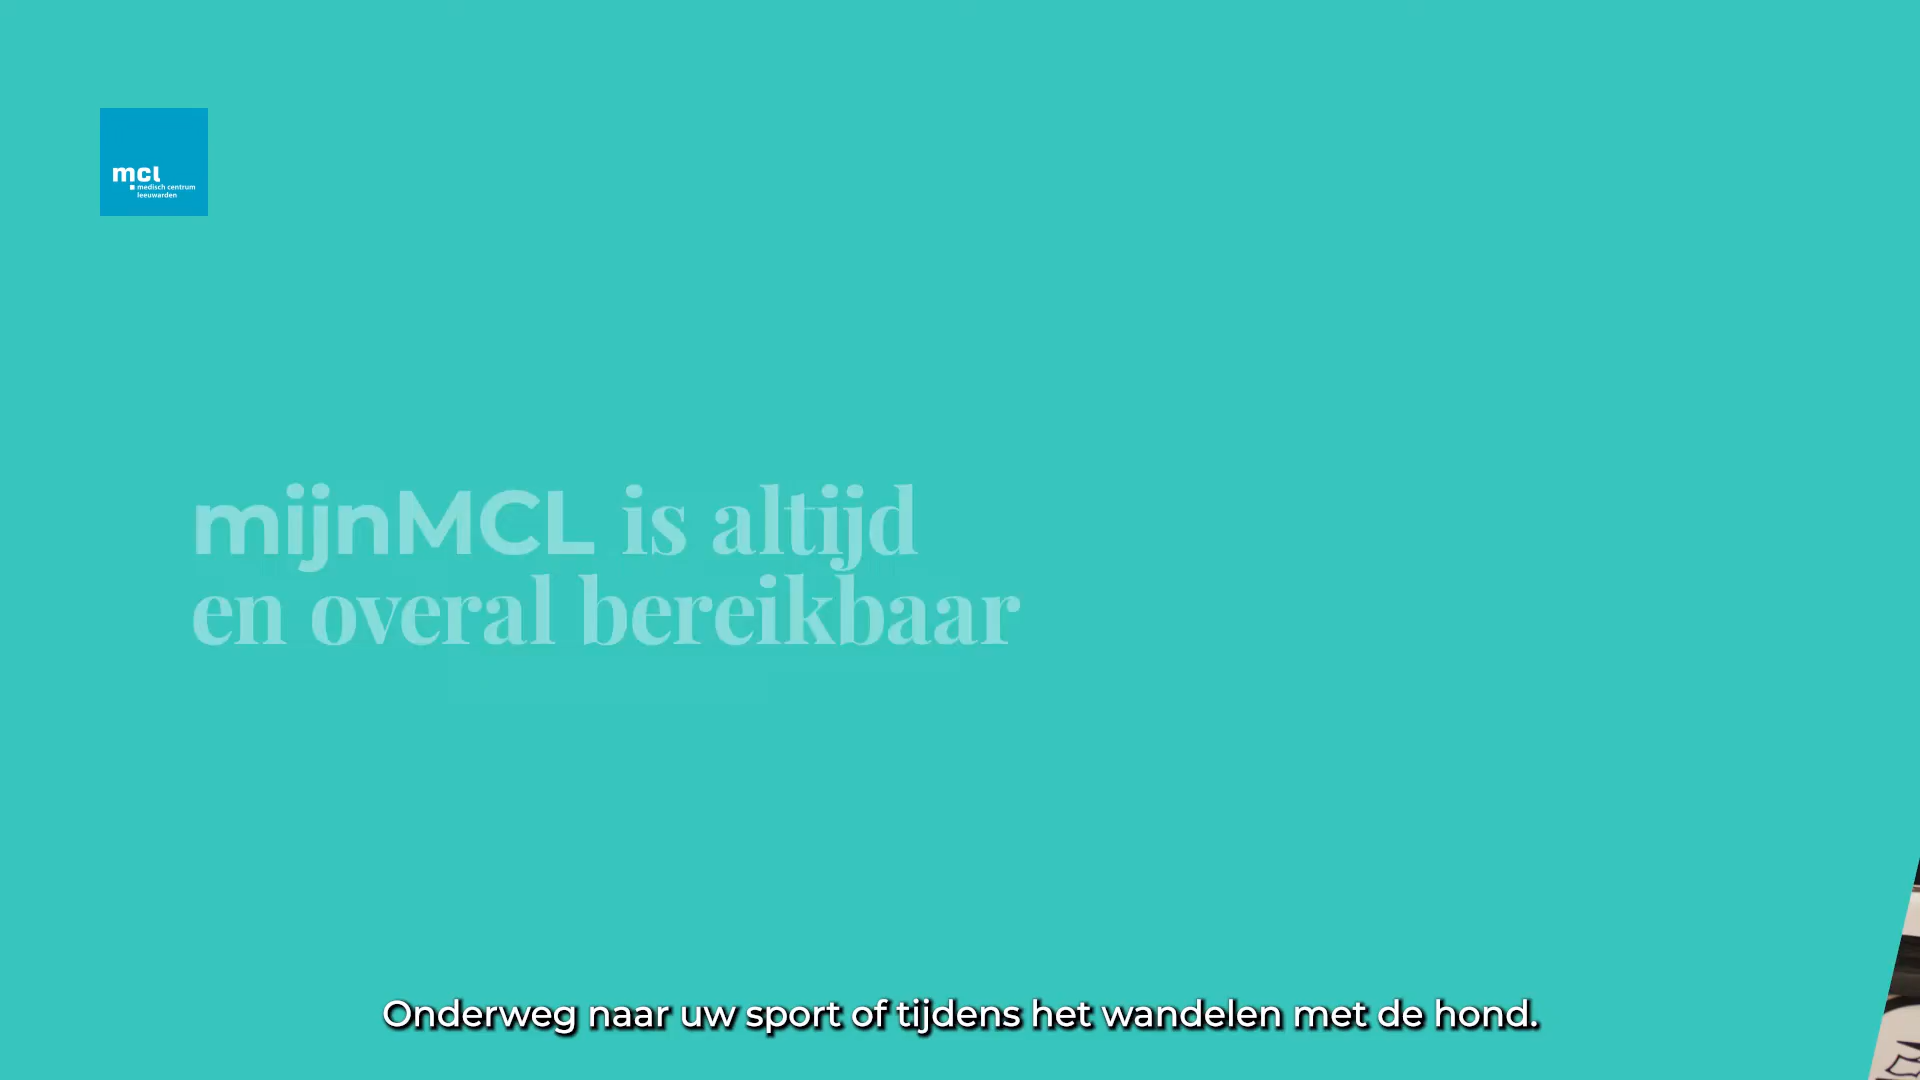 mcl
medisch centrum
leeuwarden
mijnMCL is altijd
en overal bereikbaar
Onderweg naar uw sport of tijdens het wandelen met de hond.